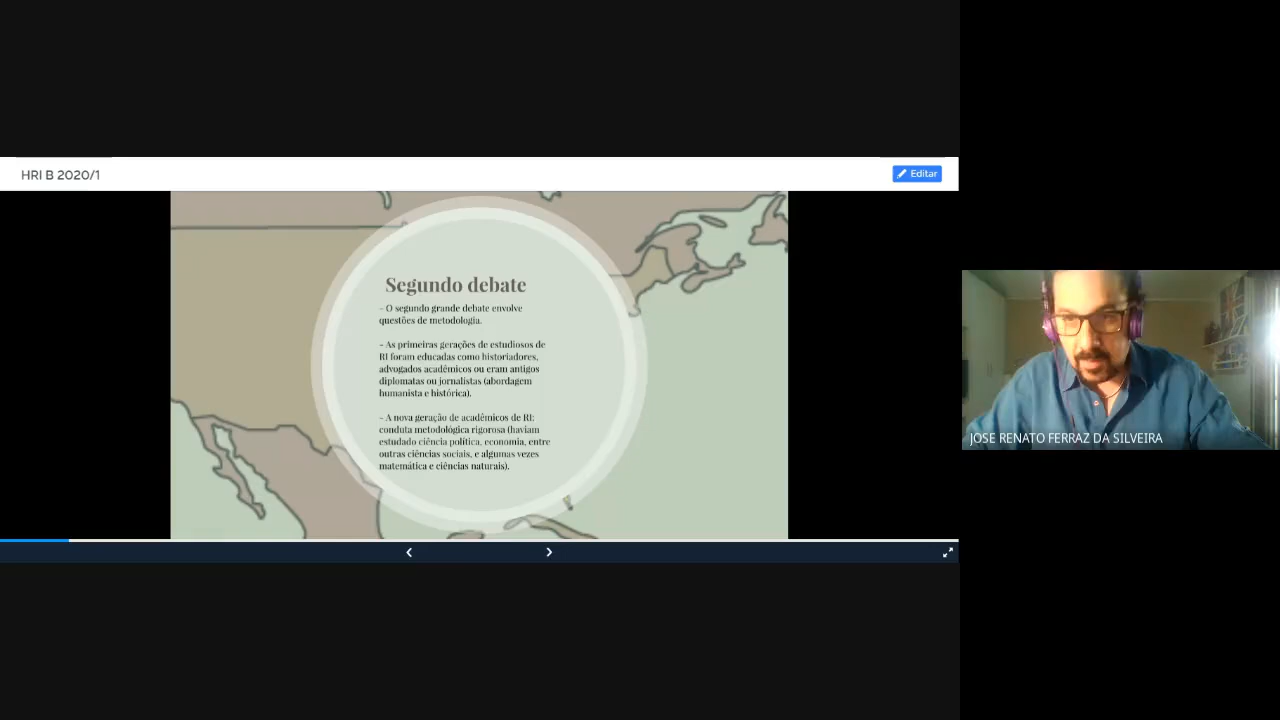 HRI B 2020/1
Editar
Segundo debate
- O segundo grande debate envolve
questões de metodologia.
- As primeiras gerações de estudiosos de
RI foram educadas como historiadores,
advogados acadêmicos ou eram antigos
diplomatas ou jornalistas (abordagem
humanista e histórica).
- A nova geração de acadêmicos de RI:
conduta metodológica rigorosa (haviam
estudado ciência política, economia, entre
outras ciências sociais, e algumas vezes
matemática e ciências naturais).
JOSE RENATO FERRAZ DA SILVEIRA